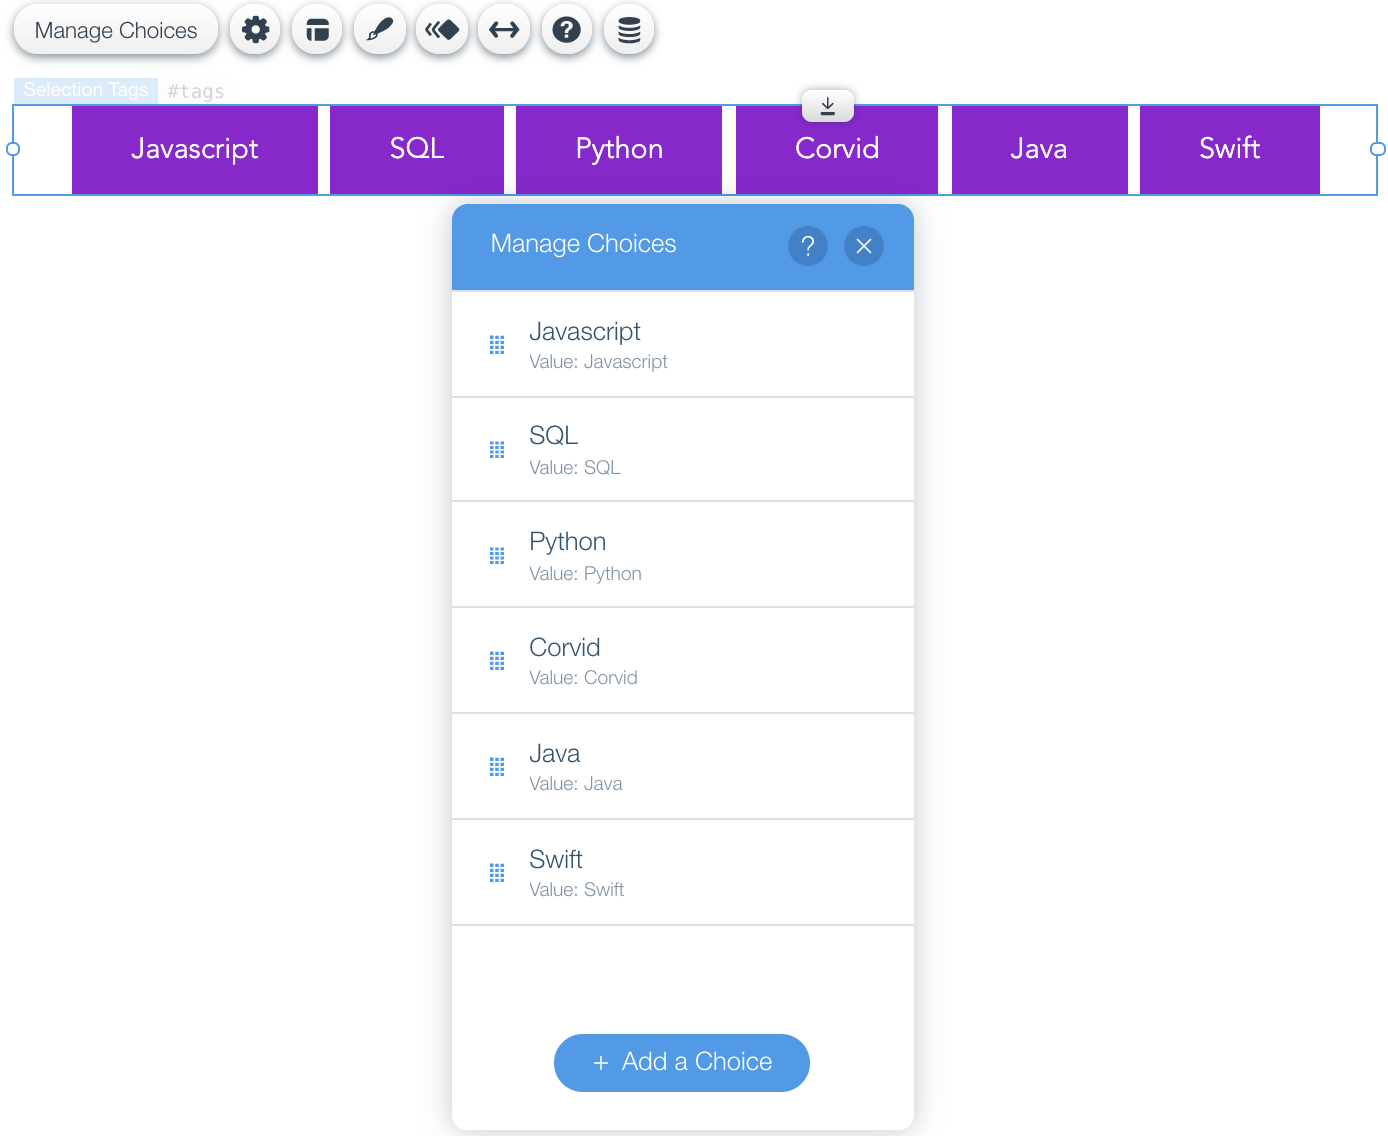 Manage Choices
Selection Tags #tags
Javascript SQL Python Corvid Java Swift
Manage Choices
Javascript
Value: Javascript
SQL
Value: SQL
Python
Value: Python
Corvid
Value: Corvid
Java
Value: Java
Swift
Value: Swift
+ Add a Choice